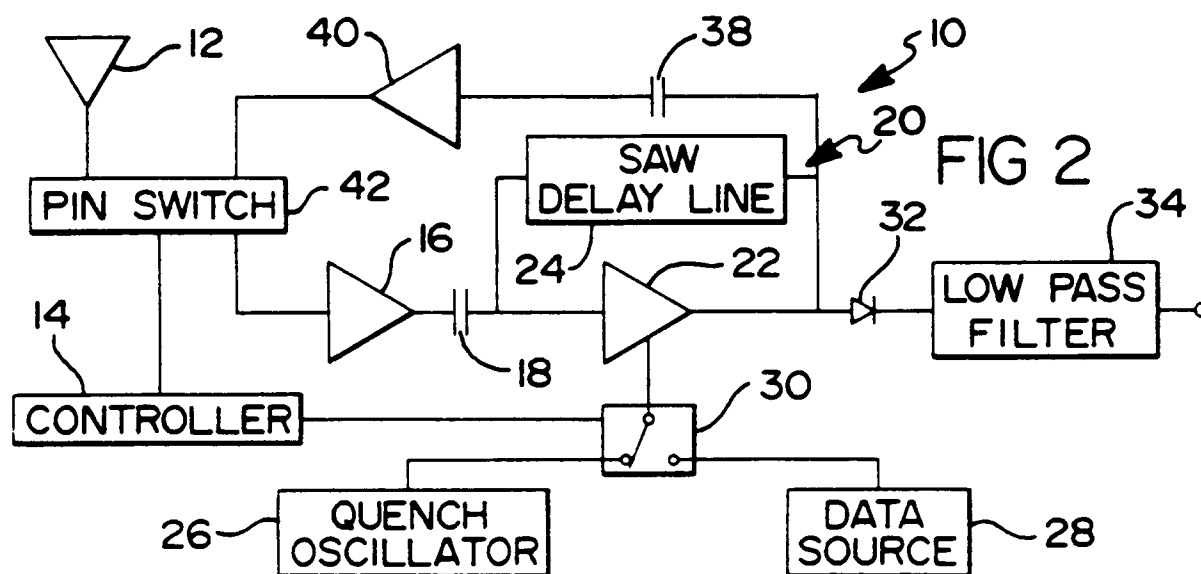 12
40
38
10
20
FIG 2
SAW
DELAY LINE
PIN SWITCH
42
24
16
22
32
34
LOW PASS
FILTER
18
14
CONTROLLER
30
26
QUENCH
OSCILLATOR
DATA
SOURCE
28